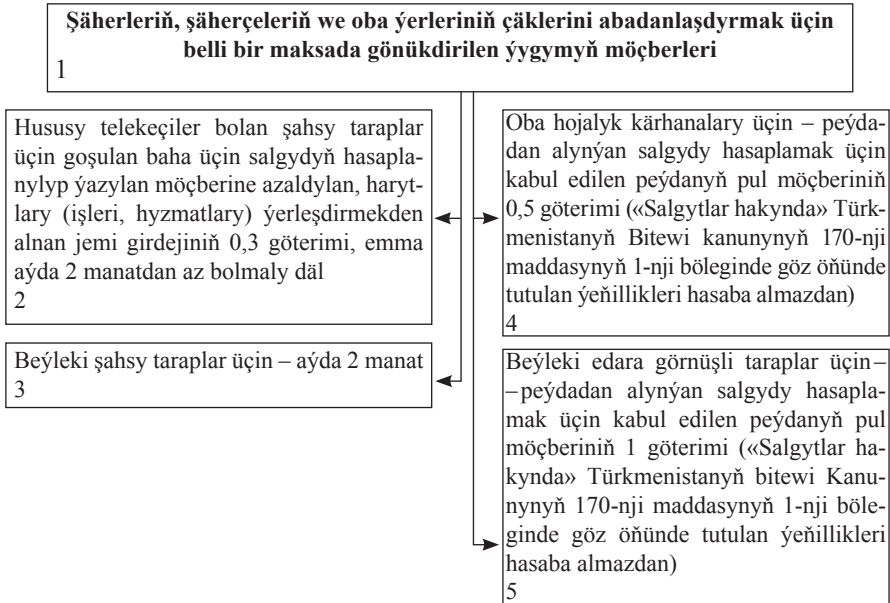 Şäherleriň, şäherçeleriň we oba ýerleriniň çäklerini abadanlaşdyrmak üçin
belli bir maksada gönükdirilen ýygymyň möçberleri
1
Hususy telekeçiler bolan şahsy taraplar
üçin goşulan baha üçin salgydyň hasapla-
nylyp ýazylan möçberine azaldylan, haryt-
lary (işleri, hyzmatlary) ýerleşdirmekden
alnan jemi girdejiniň 0,3 göterimi, emma
aýda 2 manatdan az bolmaly däl
2
Beýleki şahsy taraplar üçin – aýda 2 manat
3
Oba hojalyk kärhanalary üçin – peýda-
dan alynýan salgydy hasaplamak üçin
kabul edilen peýdanyň pul möçberiniň
0,5 göterimi («Salgytlar hakynda» Türk-
menistanyň Bitewi kanunynyň 170-nji
maddasynyň 1-nji böleginde göz öňünde
tutulan ýeňillikleri hasaba almazdan)
4
Beýleki edara görnüşli taraplar üçin–
–peýdadan alynýan salgydy hasapla-
mak üçin kabul edilen peýdanyň pul
möçberiniň 1 göterimi («Salgytlar ha-
kynda» Türkmenistanyň bitewi Kanu-
nynyň 170-nji maddasynyň 1-nji böle-
ginde göz öňünde tutulan ýeňillikleri
hasaba almazdan)
5